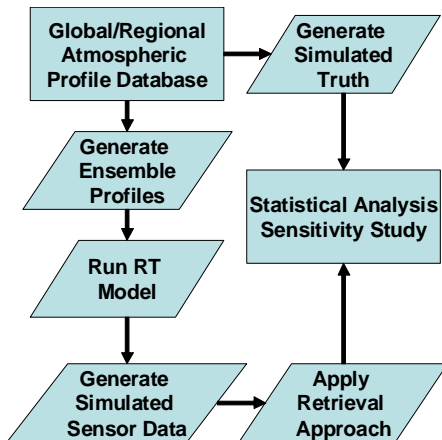 Global/Regional
Atmospheric
Profile Database
Generate
Simulated
Truth
Generate
Ensemble
Profiles
Statistical Analysis
Sensitivity Study
Run RT
Model
Generate
Simulated
Sensor Data
Apply
Retrieval
Approach